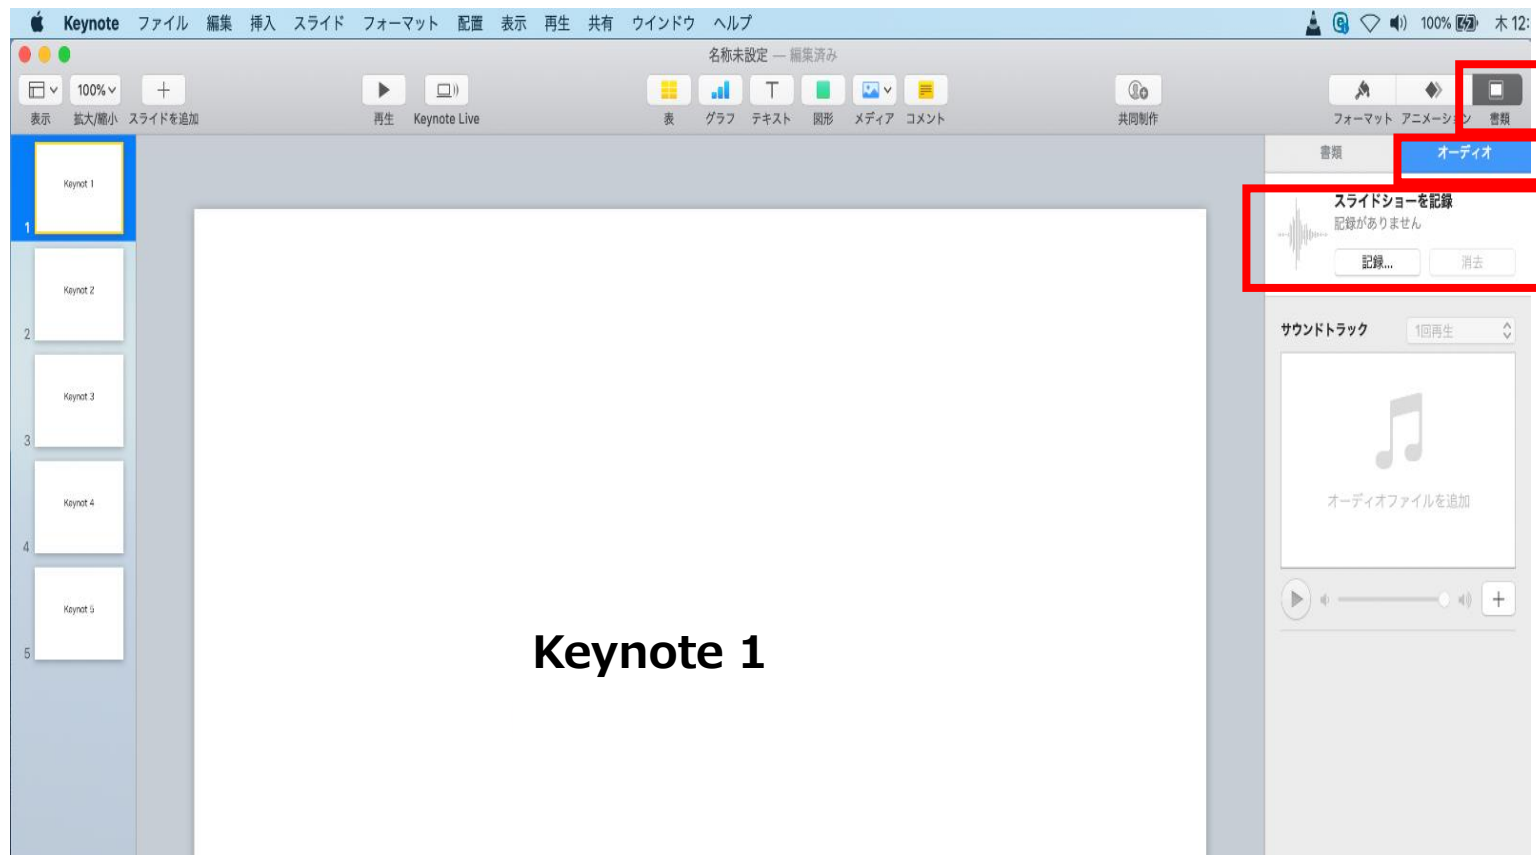 Keynote ファイル 編集 挿入 スライド フォーマット 配置 表示 再生 共有 ウインドウ ヘルプ 100% 木 12:
名称未設定 — 編集済み
100%
表示 拡大/縮小 スライドを追加 再生 Keynote Live 表 グラフ テキスト 図形 メディア コメント 共同制作 フォーマット アニメーション 書類
書類 オーディオ
スライドショーを記録
記録がありません
記録... 消去
サウンドトラック 1回再生
オーディオファイルを追加
Keynot 1
1
Keynot 2
2
Keynot 3
3
Keynot 4
4
Keynot 5
5
Keynote 1